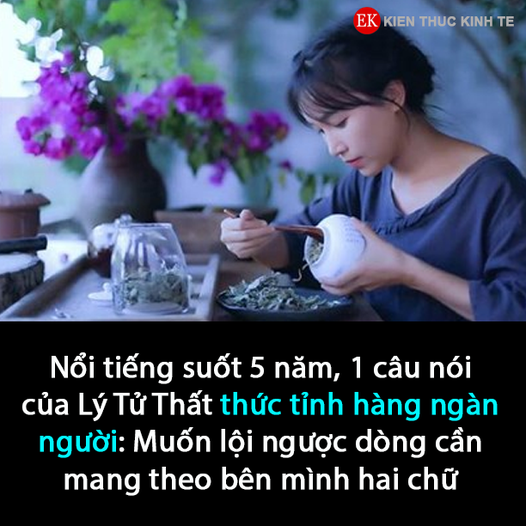 EK KIEN THUC KINH TE
Nổi tiếng suốt 5 năm, 1 câu nói
của Lý Tử Thất thức tỉnh hàng ngàn
người: Muốn lội ngược dòng cần
mang theo bên mình hai chữ